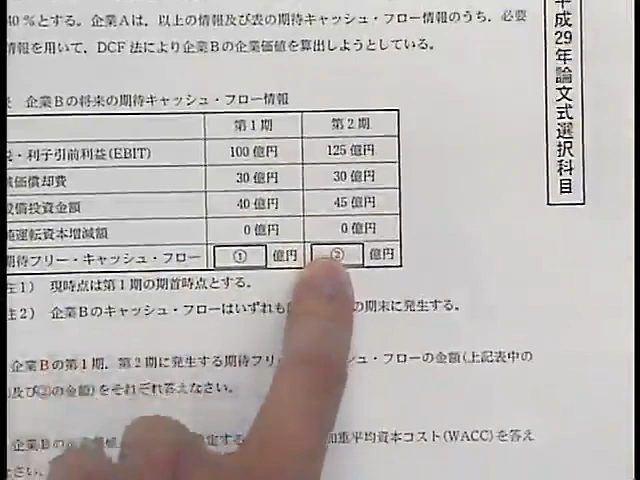 40％とする。企業Aは，以上の情報及び表の期待キャッシュ・フロー情報のうち，必要
情報を用いて，DCF法により企業Bの企業価値を算出しようとしている。
平成29年論文式選択科目
企業Bの将来の期待キャッシュ・フロー情報
第1期 第2期
・利子引前利益(EBIT) 100億円 125億円
価償却費 30億円 30億円
備投資金額 40億円 45億円
運転資本増減額 0億円 0億円
期待フリー・キャッシュ・フロー ① 億円 ② 億円
注1） 現時点は第1期の期首時点とする。
注2） 企業Bのキャッシュ・フローはいずれも の期末に発生する。
企業Bの第1期，第2期に発生する期待フリ シュ・フローの金額(上記表中の
及び②の金額)をそれぞれ答えなさい。
企業Bの 定する 加重平均資本コスト(WACC)を答え
さい。